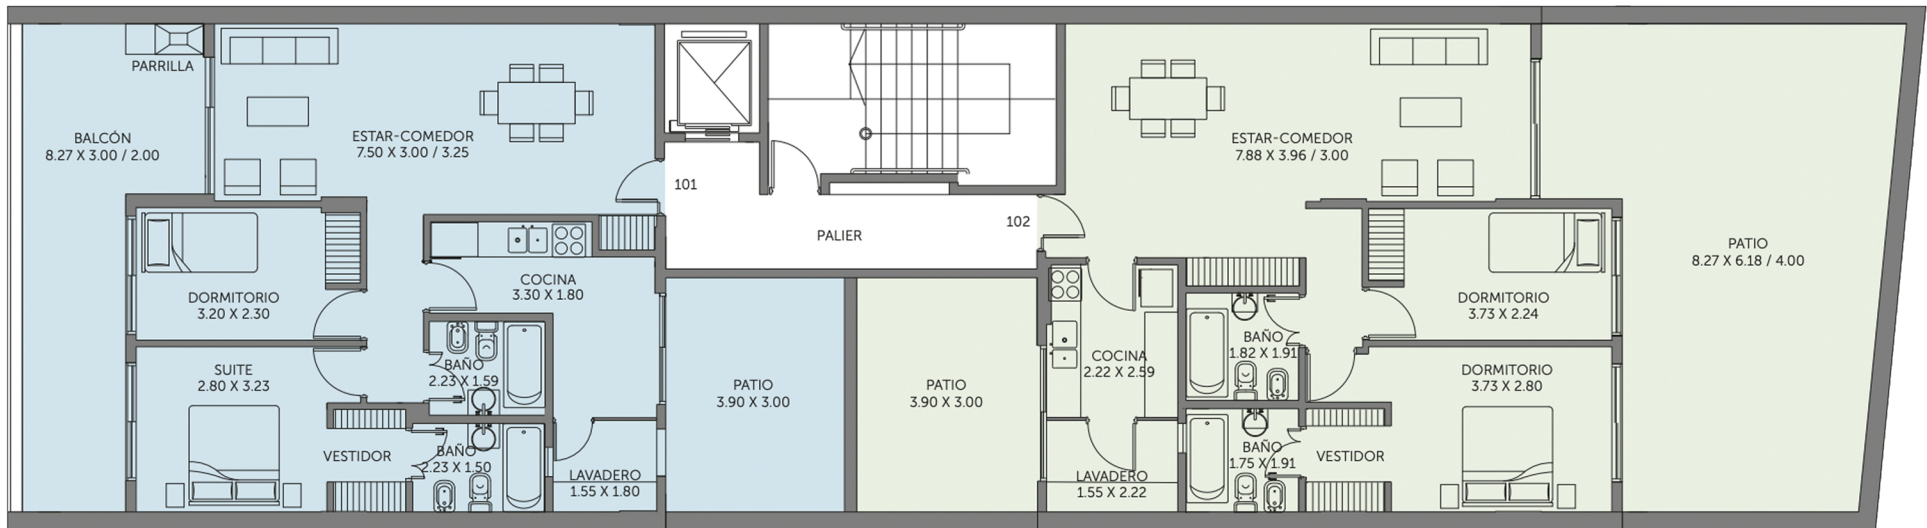 PARRILLA
BALCÓN
8.27 X 3.00 / 2.00
ESTAR-COMEDOR
7.50 X 3.00 / 3.25
101
PALIER
102
ESTAR-COMEDOR
7.88 X 3.96 / 3.00
PATIO
8.27 X 6.18 / 4.00
DORMITORIO
3.20 X 2.30
COCINA
3.30 X 1.80
SUITE
2.80 X 3.23
BAÑO
2.23 X 1.59
PATIO
3.90 X 3.00
PATIO
3.90 X 3.00
COCINA
2.22 X 2.59
BAÑO
1.82 X 1.91
DORMITORIO
3.73 X 2.24
DORMITORIO
3.73 X 2.80
VESTIDOR
BAÑO
2.23 X 1.50
LAVADERO
1.55 X 1.80
LAVADERO
1.55 X 2.22
BAÑO
1.75 X 1.91
VESTIDOR